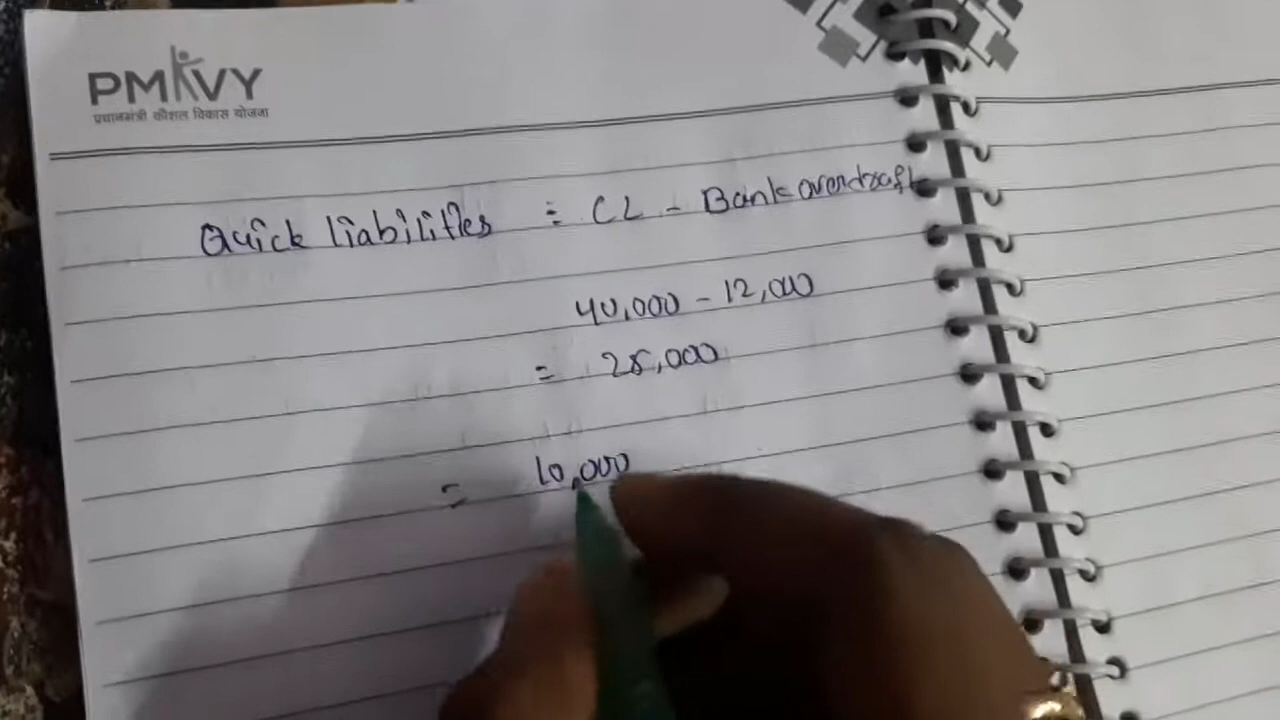 PMKVY
प्रधानमंत्री कौशल विकास योजना
Quick liabilities = CL - Bank overdraft
40,000 - 12,000
= 28,000
= 10,000